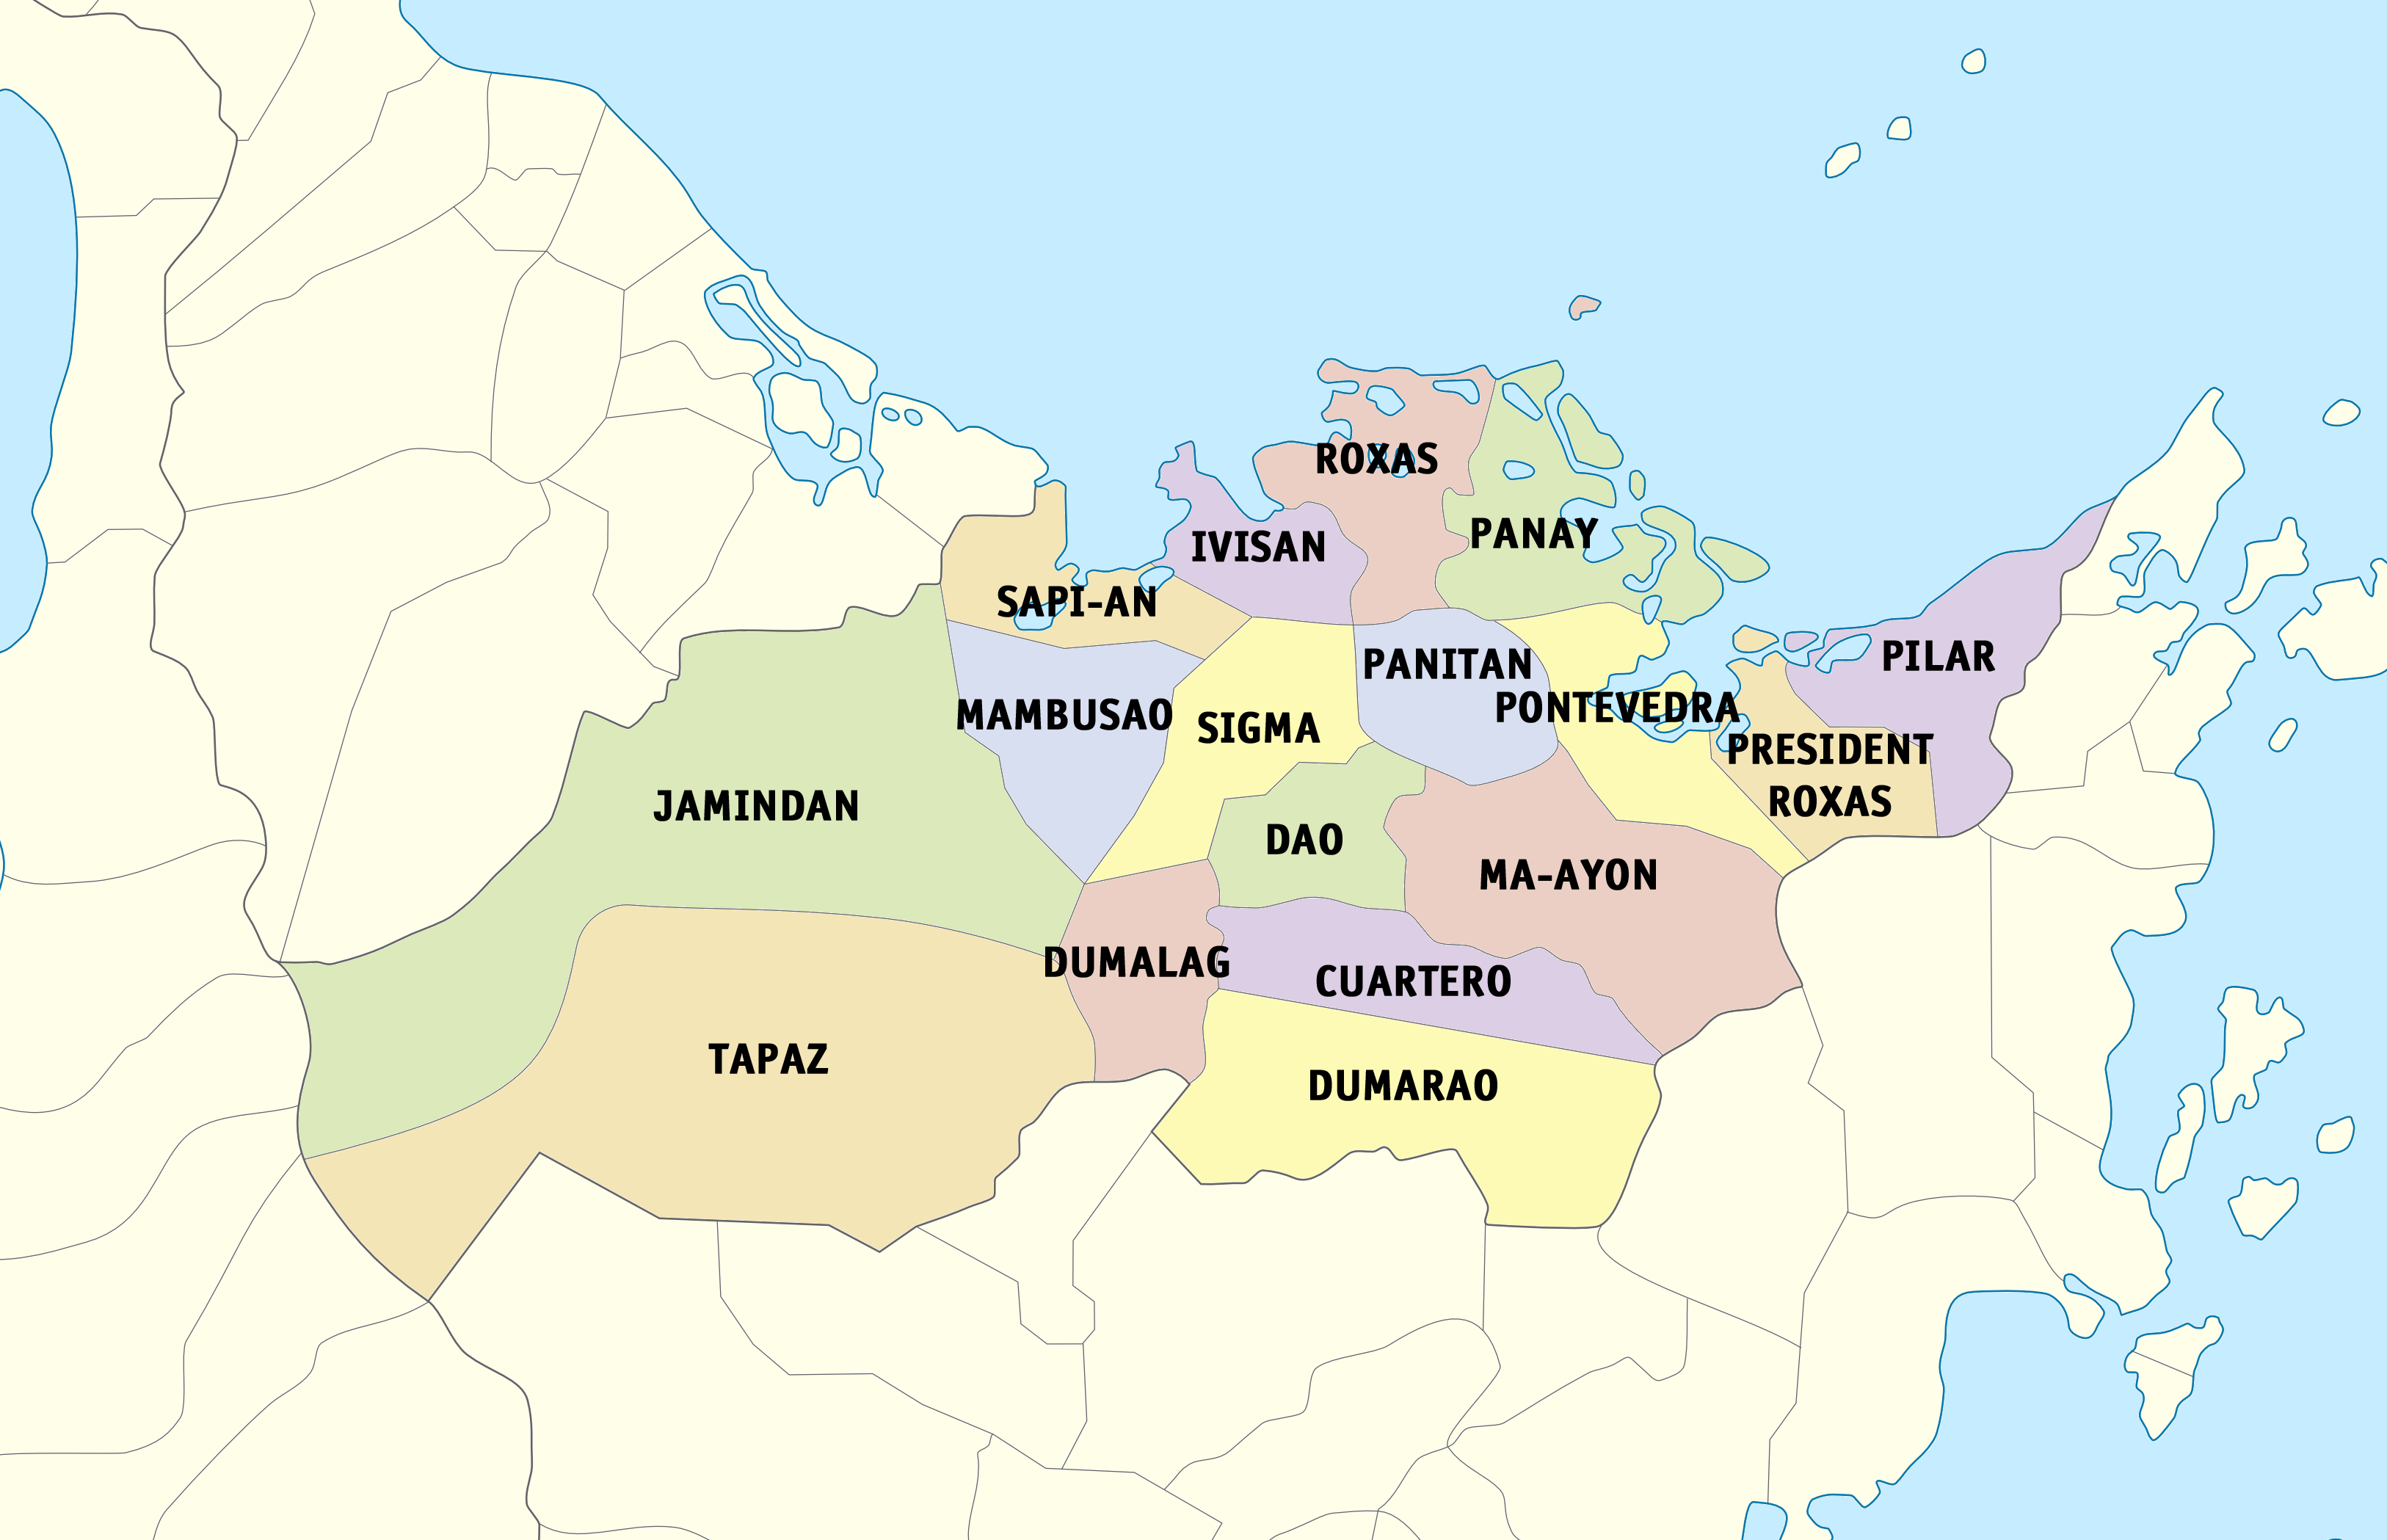 ROXAS
PANAY
IVISAN
SAPI-AN
PILAR
PANITAN
PONTEVEDRA
MAMBUSAO
SIGMA
PRESIDENT
ROXAS
JAMINDAN
DAO
MA-AYON
DUMALAG
CUARTERO
TAPAZ
DUMARAO